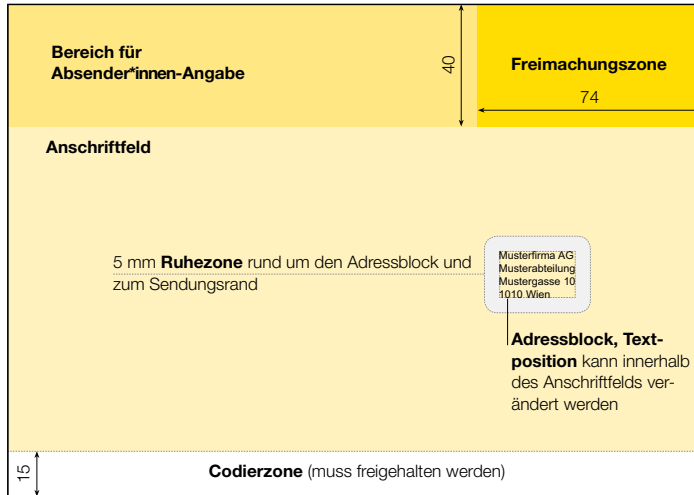 Bereich für
Absender*innen-Angabe
40
Freimachungszone
74
Anschriftfeld
5 mm Ruhezone rund um den Adressblock und
zum Sendungsrand
Musterfirma AG
Musterabteilung
Mustergasse 10
1010 Wien
Adressblock, Text-
position kann innerhalb
des Anschriftfelds ver-
ändert werden
15
Codierzone (muss freigehalten werden)